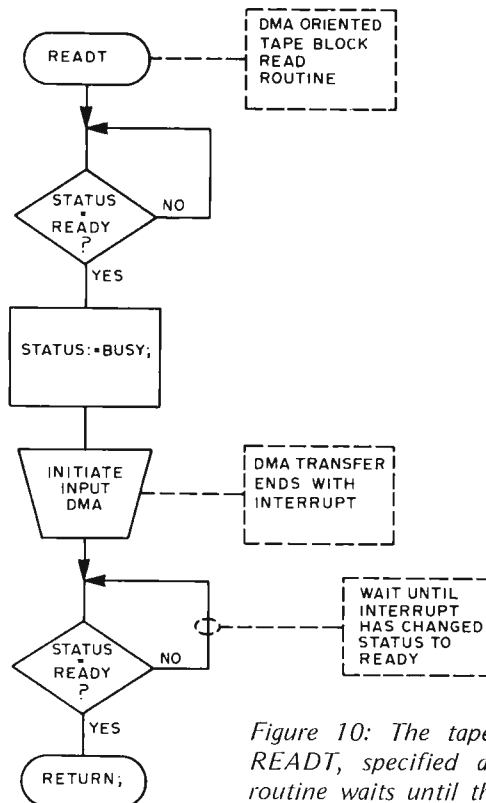 READT
DMA ORIENTED
TAPE BLOCK
READ
ROUTINE
STATUS
=
READY
?
NO
YES
STATUS:=BUSY;
INITIATE
INPUT
DMA
DMA TRANSFER
ENDS WITH
INTERRUPT
STATUS
=
READY
?
NO
WAIT UNTIL
INTERRUPT
HAS CHANGED
STATUS TO
READY
YES
RETURN;
Figure 10: The tape
READT, specified a
routine waits until th